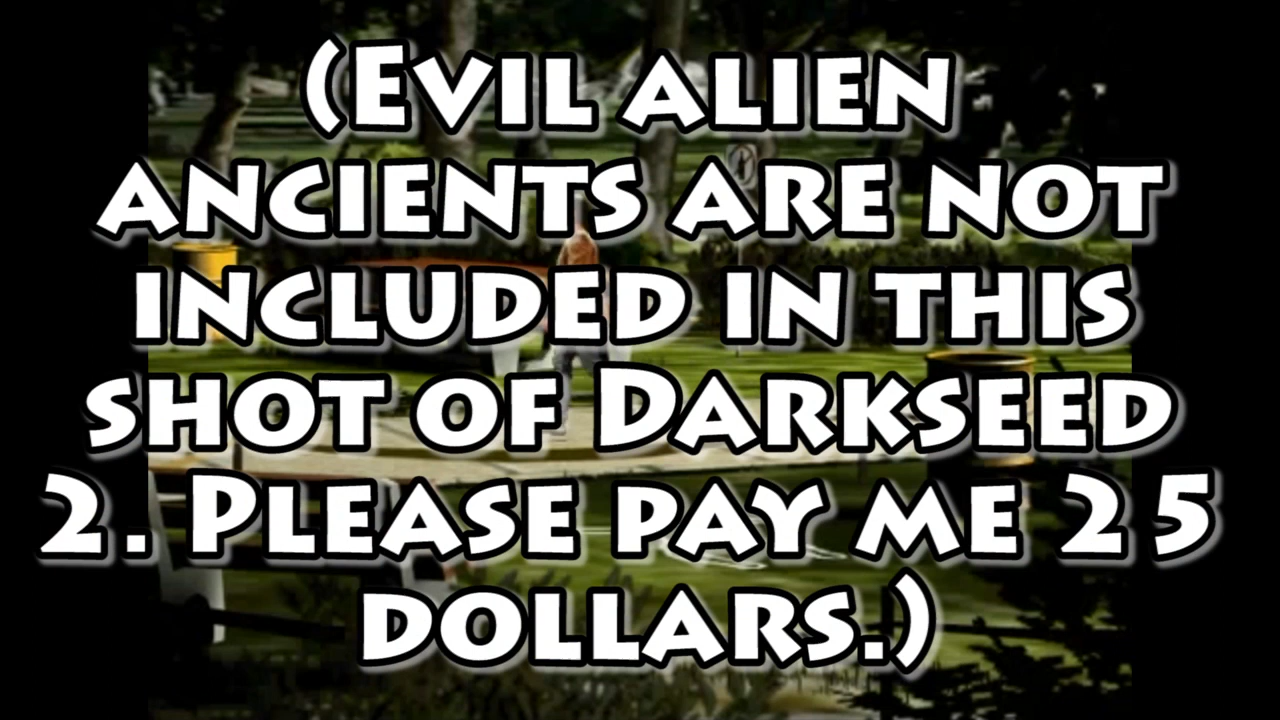 (Evil alien
ancients are not
included in this
shot of Darkseed
2. Please pay me 25
dollars.)